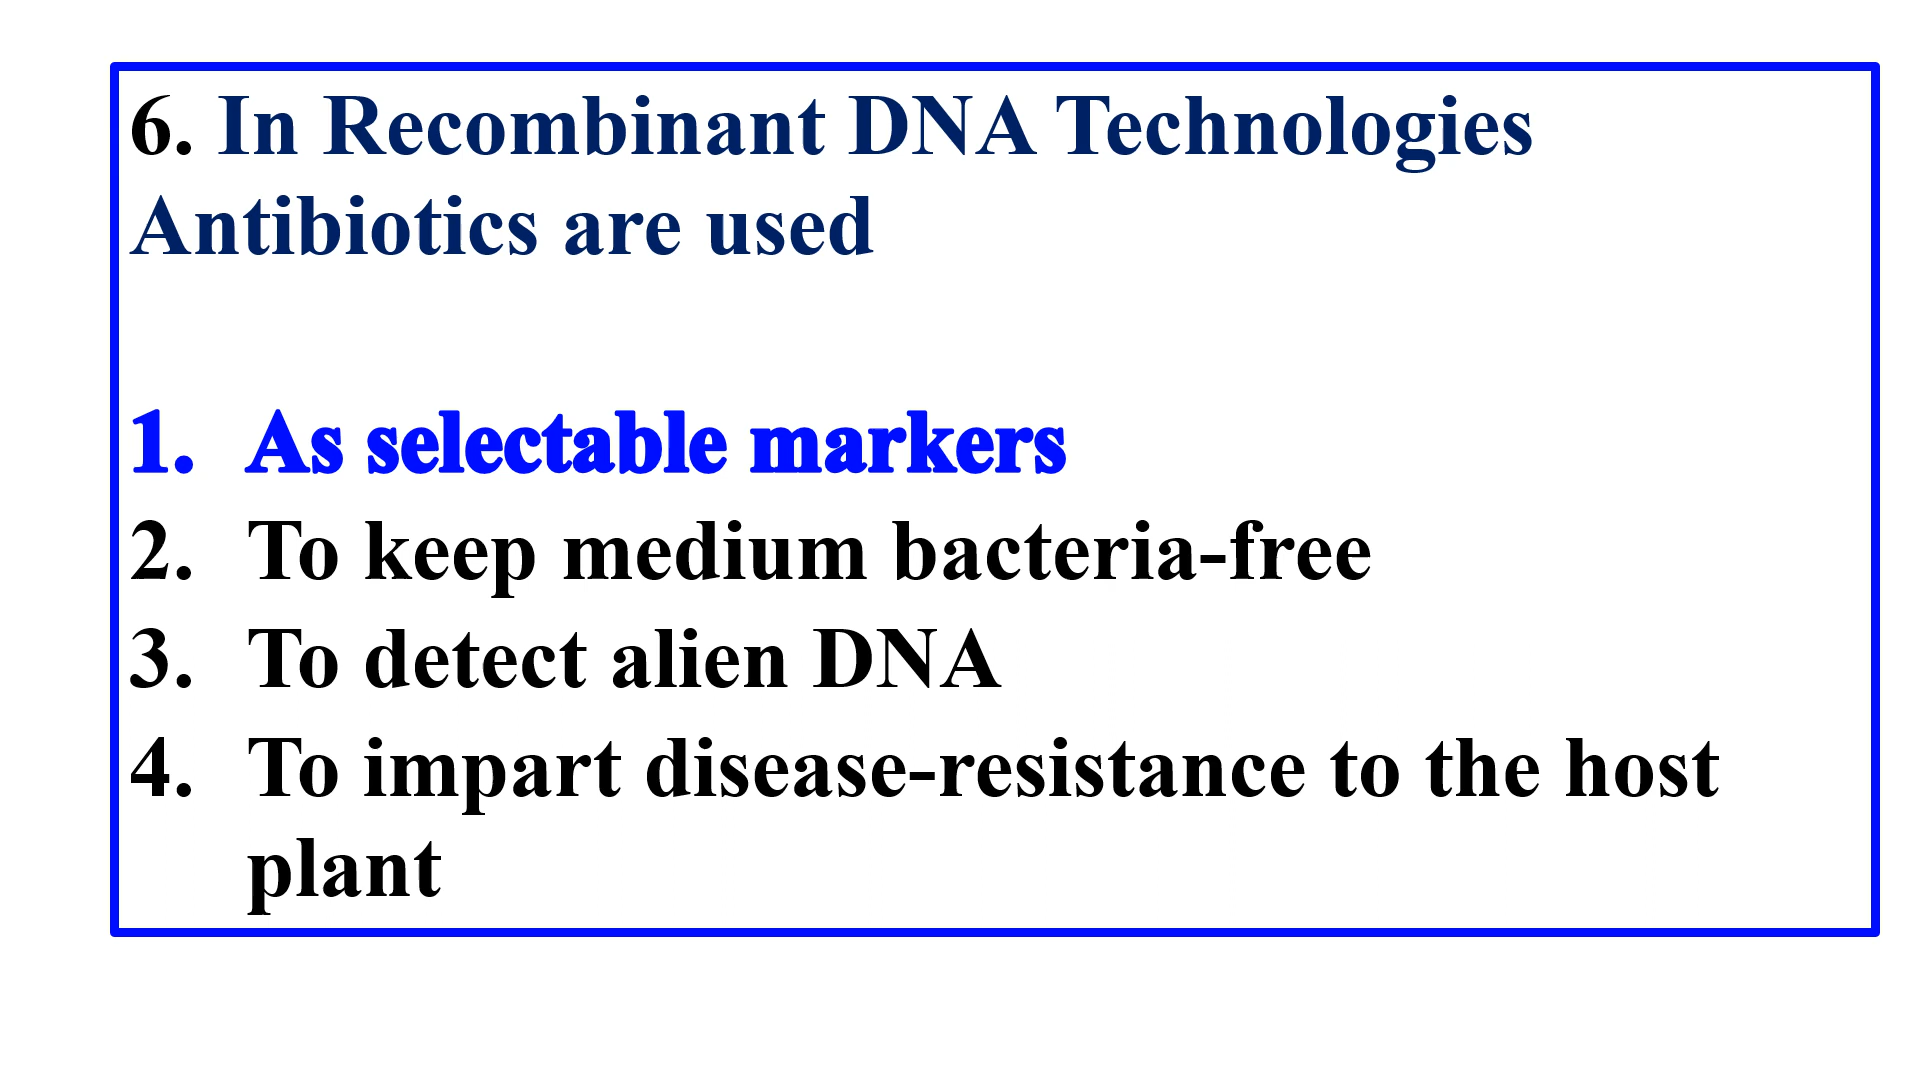 6. In Recombinant DNA Technologies
Antibiotics are used
1. As selectable markers
2. To keep medium bacteria-free
3. To detect alien DNA
4. To impart disease-resistance to the host
plant